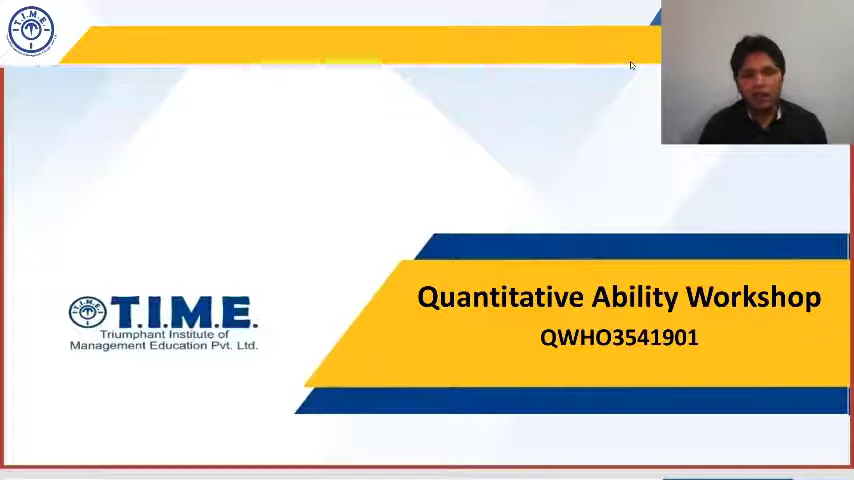 T.I.M.E.
Quantitative Ability Workshop
QWHO3541901
T.I.M.E.
T.I.M.E.
Triumphant Institute of
Management Education Pvt. Ltd.